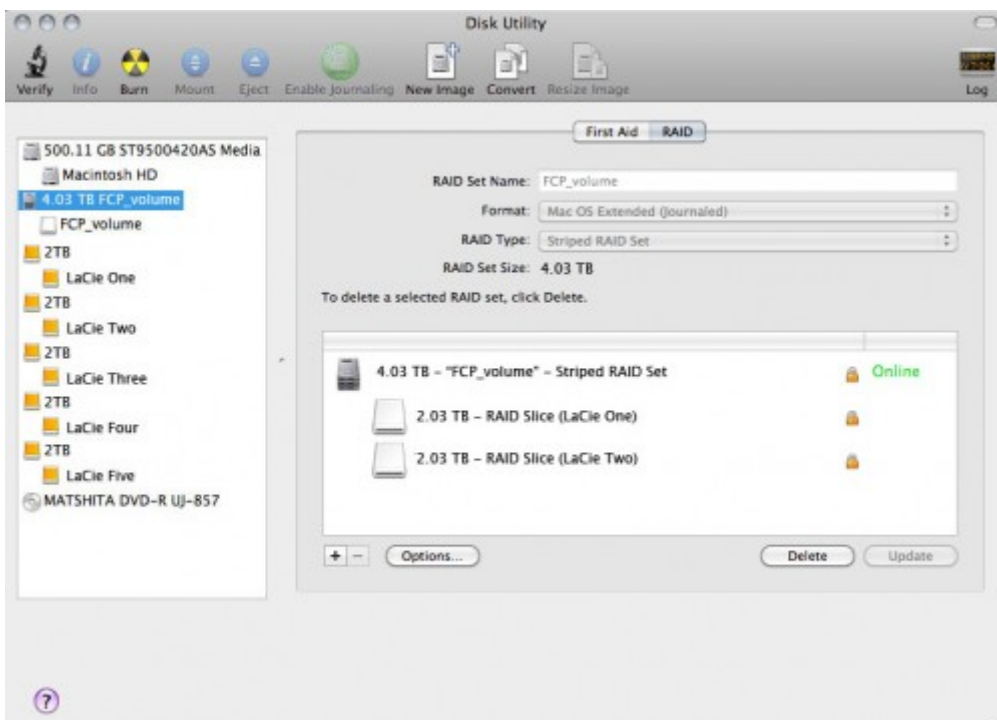 Disk Utility
Verify Info Burn Mount Eject Enable Journaling New Image Convert Resize Image Log
First Aid RAID
500.11 GB ST9500420AS Media
Macintosh HD
4.03 TB FCP_volume
FCP_volume
2TB
LaCie One
2TB
LaCie Two
2TB
LaCie Three
2TB
LaCie Four
2TB
LaCie Five
MATSHITA DVD-R UJ-857
RAID Set Name: FCP_volume
Format: Mac OS Extended (Journaled)
RAID Type: Striped RAID Set
RAID Set Size: 4.03 TB
To delete a selected RAID set, click Delete.
4.03 TB – "FCP_volume" – Striped RAID Set Online
2.03 TB – RAID Slice (LaCie One)
2.03 TB – RAID Slice (LaCie Two)
+ – Options... Delete Update
?